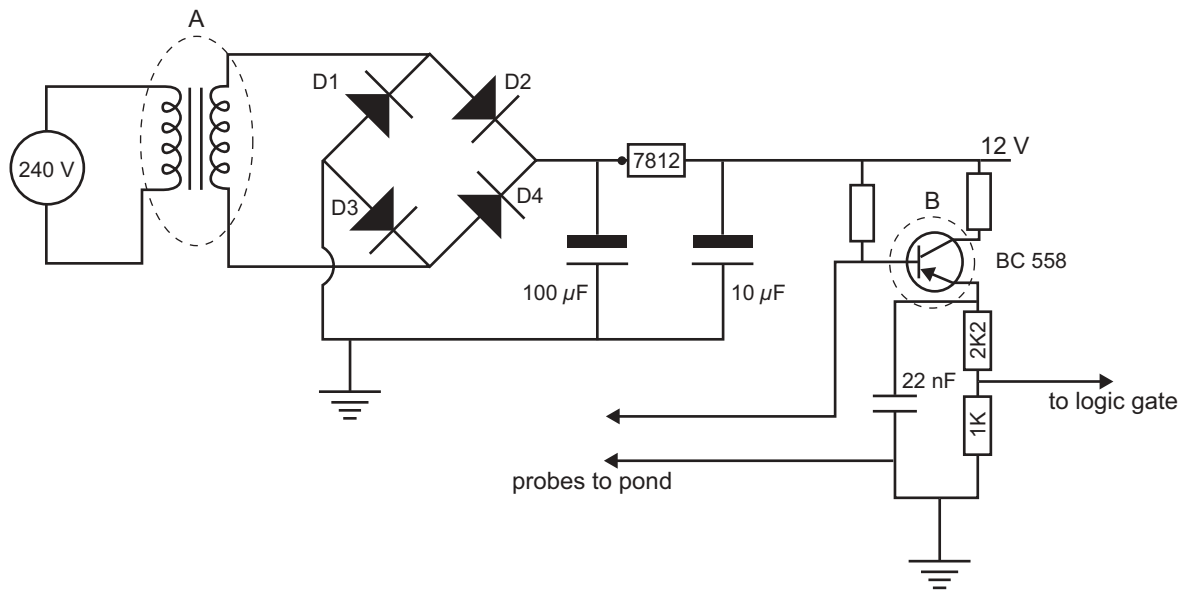 A
D1
D2
240 V
7812
12 V
D3
D4
B
BC 558
100 µF
10 µF
2K2
22 nF
to logic gate
1K
probes to pond